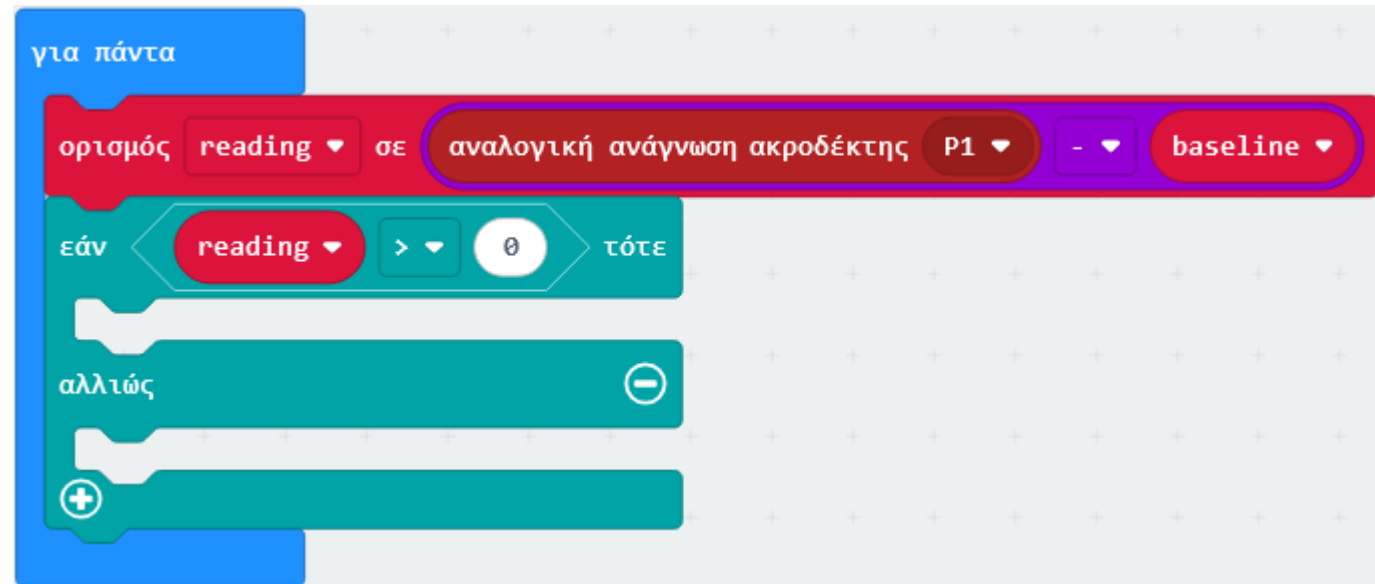 για πάντα
ορισμός reading σε αναλογική ανάγνωση ακροδέκτης P1 - baseline
εάν reading > 0 τότε
αλλιώς